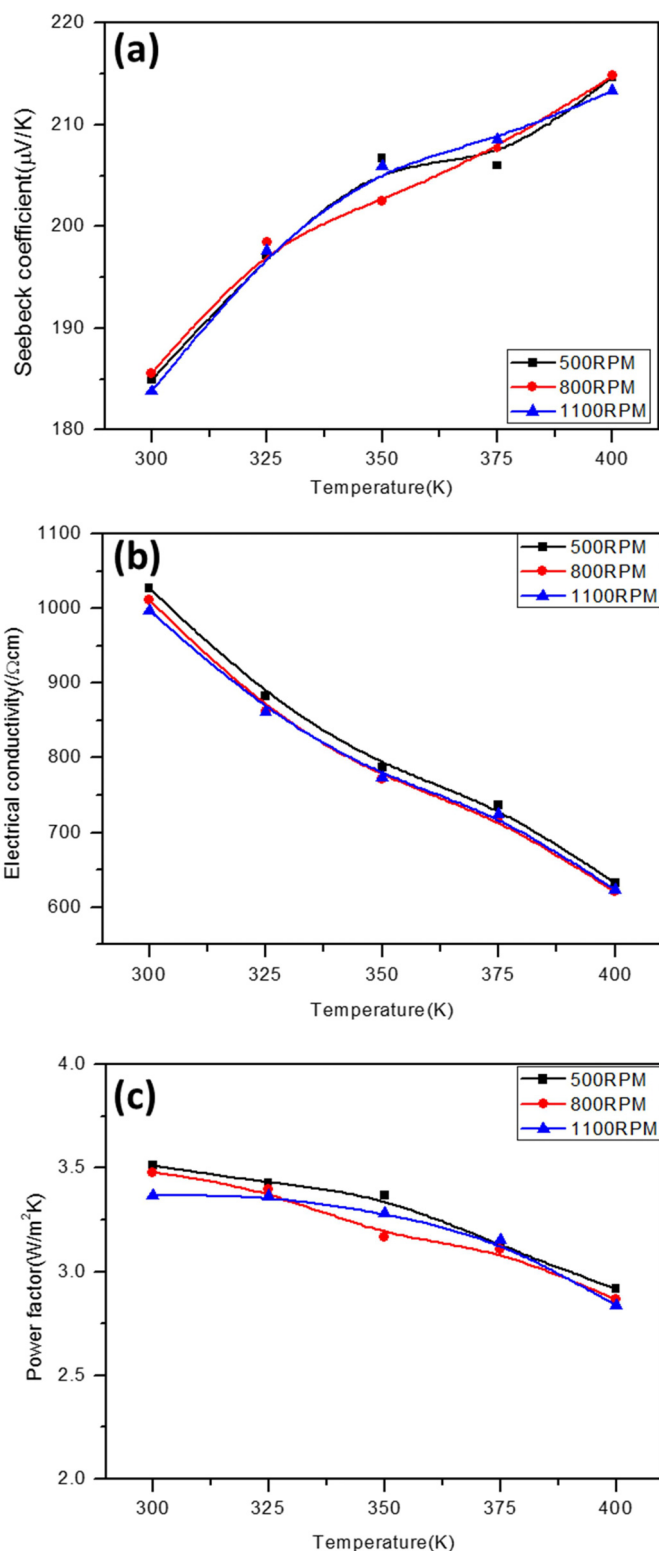 (a)
220
210
200
190
180
Seebeck coefficient(μV/K)
500RPM
800RPM
1100RPM
300 325 350 375 400
Temperature(K)
(b)
1100
1000
900
800
700
600
Electrical conductivity(/Ωcm)
500RPM
800RPM
1100RPM
300 325 350 375 400
Temperature(K)
(c)
4.0
3.5
3.0
2.5
2.0
Power factor(W/m²K)
500RPM
800RPM
1100RPM
300 325 350 375 400
Temperature(K)